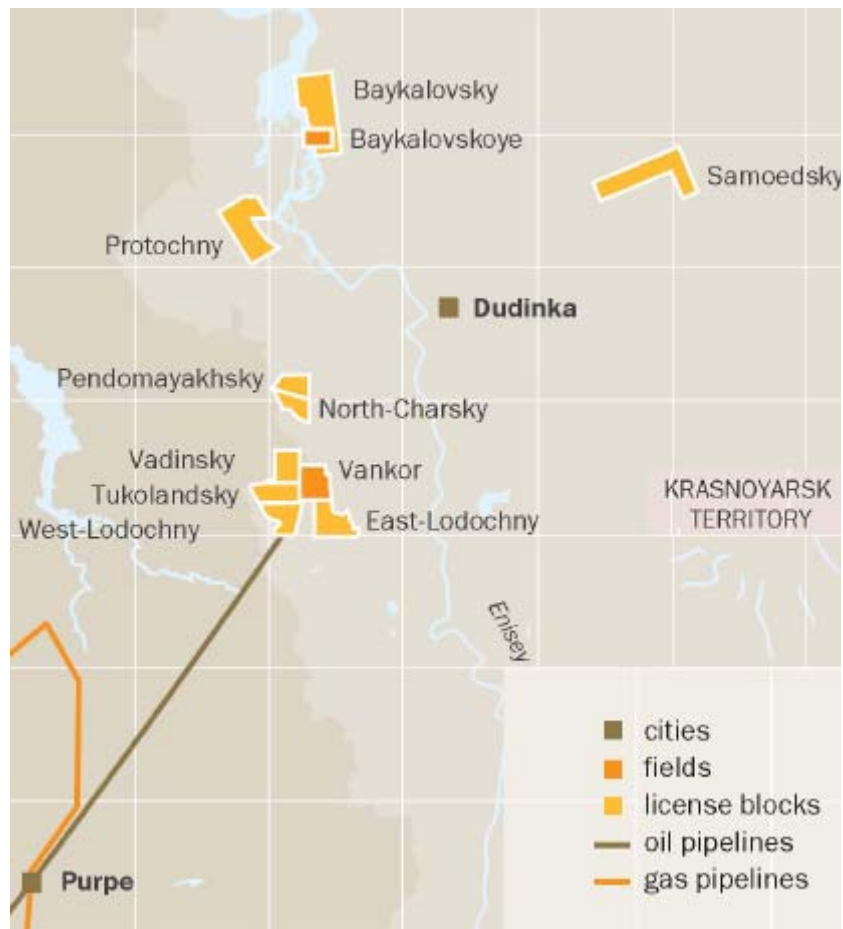 Baykalovsky
Baykalovskoye
Samoedsky
Protochny
Dudinka
Pendomayakhsky
North-Charsky
Vadinsky
Vankor
Tukolandsky
KRASNOYARSK
TERRITORY
West-Lodochny
East-Lodochny
Enisey
cities
fields
license blocks
oil pipelines
gas pipelines
Purpe